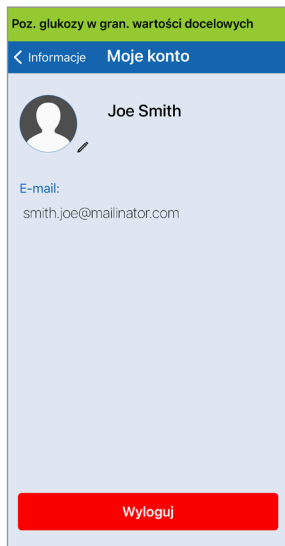 Poz. glukozy w gran. wartości docelowych
Informacje Moje konto
Joe Smith
E-mail:
smith.joe@mailinator.com
Wyloguj